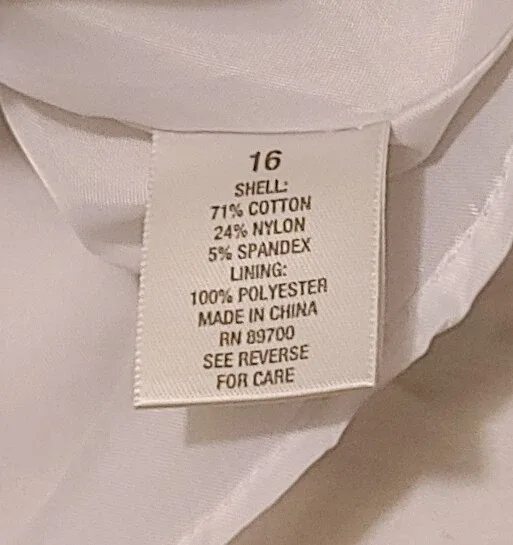 16
SHELL:
71% COTTON
24% NYLON
5% SPANDEX
LINING:
100% POLYESTER
MADE IN CHINA
RN 89700
SEE REVERSE
FOR CARE